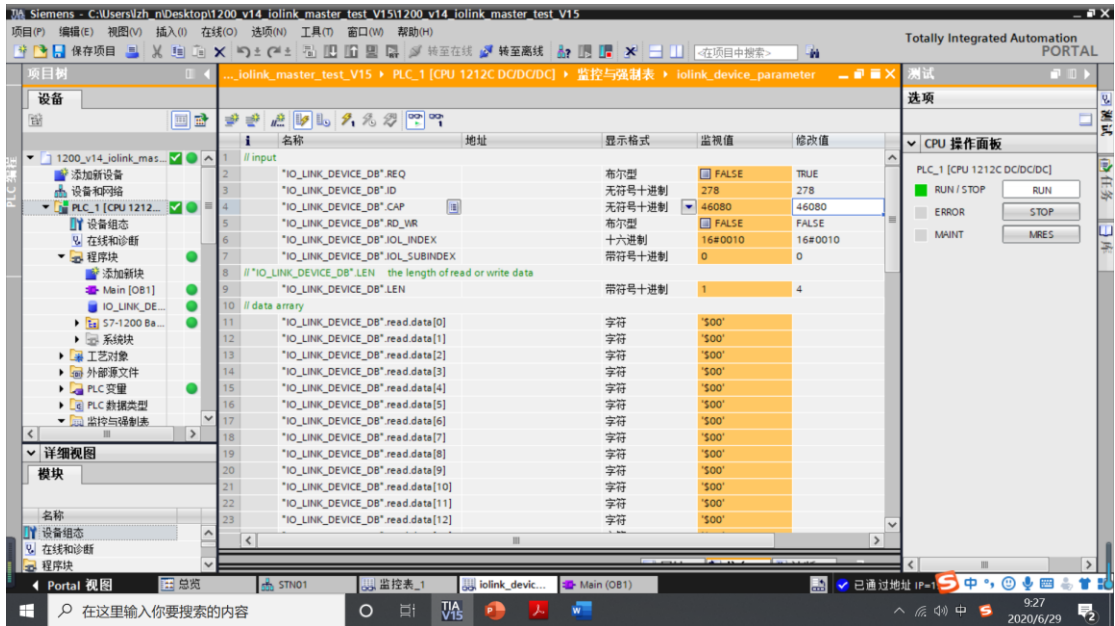 Siemens - C:\Users\lzh_n\Desktop\1200_v14_iolink_master_test_V15\1200_v14_iolink_master_test_V15
项目(P) 编辑(E) 视图(V) 插入(I) 在线(O) 选项(N) 工具(T) 窗口(W) 帮助(H)
Totally Integrated Automation
PORTAL
保存项目 转至在线 转至离线 <在项目中搜索>
项目树
设备
1200_v14_iolink_mas...
添加新设备
设备和网络
PLC_1 [CPU 1212...
设备组态
在线和诊断
程序块
添加新块
Main [OB1]
IO_LINK_DE...
S7-1200 Ba...
系统块
工艺对象
外部源文件
PLC 变量
PLC 数据类型
监控与强制表
详细视图
模块
名称
设备组态
在线和诊断
程序块
..._iolink_master_test_V15 PLC_1 [CPU 1212C DC/DC/DC] 监控与强制表 iolink_device_parameter
i 名称 地址 显示格式 监视值 修改值
1 // input
2 "IO_LINK_DEVICE_DB".REQ 布尔型 FALSE TRUE
3 "IO_LINK_DEVICE_DB".ID 无符号十进制 278 278
4 "IO_LINK_DEVICE_DB".CAP 无符号十进制 46080 46080
5 "IO_LINK_DEVICE_DB".RD_WR 布尔型 FALSE FALSE
6 "IO_LINK_DEVICE_DB".IOL_INDEX 十六进制 16#0010 16#0010
7 "IO_LINK_DEVICE_DB".IOL_SUBINDEX 带符号十进制 0 0
8 // "IO_LINK_DEVICE_DB".LEN the length of read or write data
9 "IO_LINK_DEVICE_DB".LEN 带符号十进制 1 4
10 // data arrary
11 "IO_LINK_DEVICE_DB".read.data[0] 字符 '$00'
12 "IO_LINK_DEVICE_DB".read.data[1] 字符 '$00'
13 "IO_LINK_DEVICE_DB".read.data[2] 字符 '$00'
14 "IO_LINK_DEVICE_DB".read.data[3] 字符 '$00'
15 "IO_LINK_DEVICE_DB".read.data[4] 字符 '$00'
16 "IO_LINK_DEVICE_DB".read.data[5] 字符 '$00'
17 "IO_LINK_DEVICE_DB".read.data[6] 字符 '$00'
18 "IO_LINK_DEVICE_DB".read.data[7] 字符 '$00'
19 "IO_LINK_DEVICE_DB".read.data[8] 字符 '$00'
20 "IO_LINK_DEVICE_DB".read.data[9] 字符 '$00'
21 "IO_LINK_DEVICE_DB".read.data[10] 字符 '$00'
22 "IO_LINK_DEVICE_DB".read.data[11] 字符 '$00'
23 "IO_LINK_DEVICE_DB".read.data[12] 字符 '$00'
测试
选项
CPU 操作面板
PLC_1 [CPU 1212C DC/DC/DC]
RUN / STOP RUN
ERROR STOP
MAINT MRES
测试
任务
Portal 视图 总览 STN01 监控表_1 iolink_devic... Main (OB1) 已通过地址 IP=1
中
在这里输入你要搜索的内容
TIA V15
中
9:27
2020/6/29